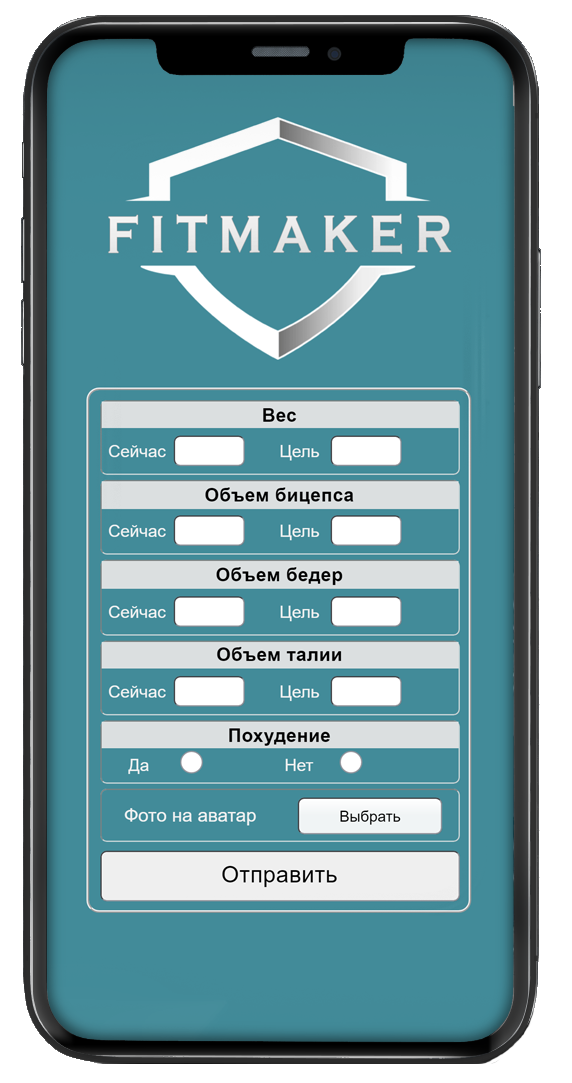 FITMAKER
Вес
Сейчас Цель
Объем бицепса
Сейчас Цель
Объем бедер
Сейчас Цель
Объем талии
Сейчас Цель
Похудение
Да Нет
Фото на аватар Выбрать
Отправить